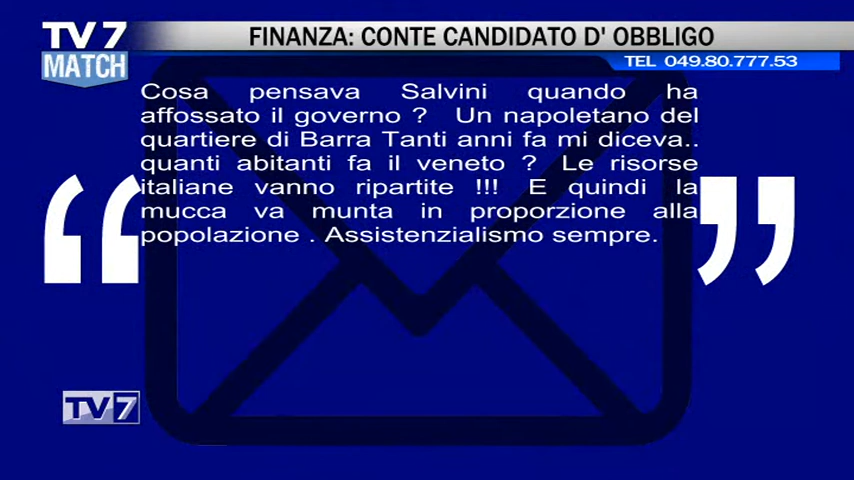 TV 7
MATCH
FINANZA: CONTE CANDIDATO D' OBBLIGO
TEL 049.80.777.53
“
Cosa pensava Salvini quando ha
affossato il governo ? Un napoletano del
quartiere di Barra Tanti anni fa mi diceva..
quanti abitanti fa il veneto ? Le risorse
italiane vanno ripartite !!! E quindi la
mucca va munta in proporzione alla
popolazione . Assistenzialismo sempre.
”
TV7